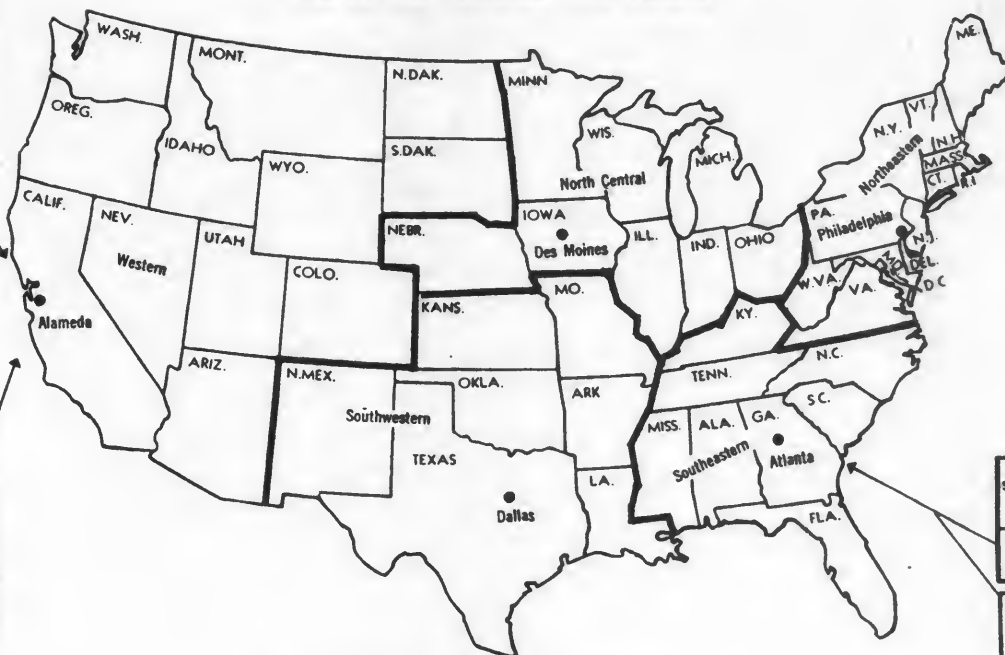 WASH.
MONT.
N.DAK.
MINN
ME.
OREG.
IDAHO
S.DAK.
WIS.
MICH.
VT.
N.Y.
N.H.
MASS
CT.
R.I
Northeastern
WYO.
North Central
CALIF.
NEV.
UTAH
NEBR.
IOWA
Des Moines
ILL.
IND.
OHIO
PA.
Philadelphia
N.J.
DEL.
MD.
D.C
W.VA.
VA.
Western
COLO.
KANS.
MO.
KY.
Alameda
ARIZ.
N.MEX.
OKLA.
ARK
TENN.
N.C.
S.C.
Southwestern
TEXAS
Dallas
LA.
MISS.
ALA.
GA.
Southeastern
Atlanta
FLA.